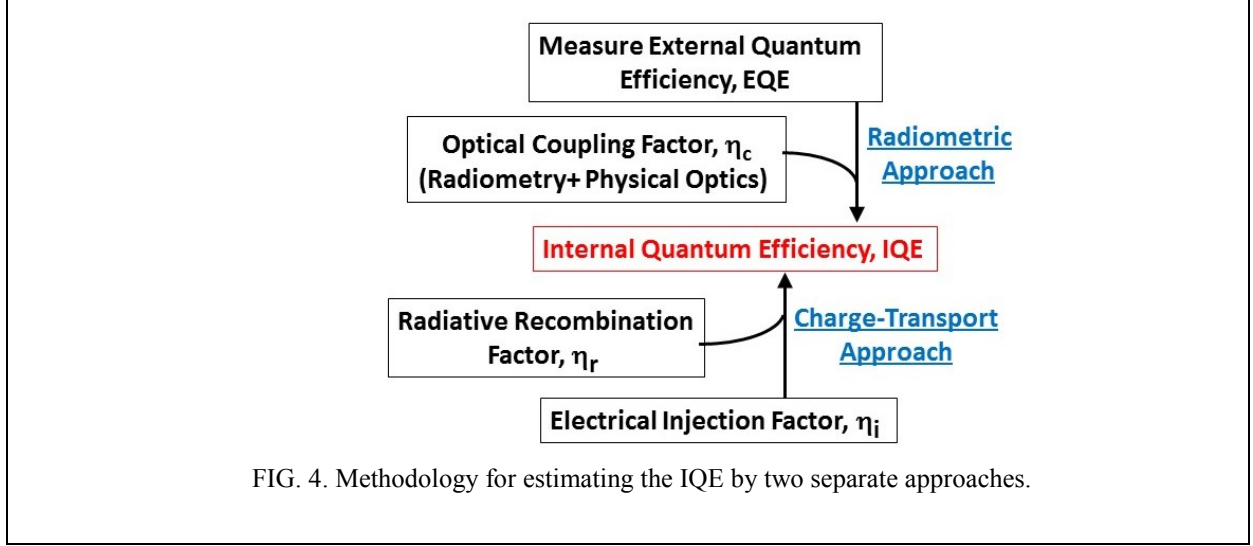 Measure External Quantum
Efficiency, EQE
Optical Coupling Factor, ηc
(Radiometry+ Physical Optics)
Radiometric
Approach
Internal Quantum Efficiency, IQE
Radiative Recombination
Factor, ηr
Charge-Transport
Approach
Electrical Injection Factor, ηi
FIG. 4. Methodology for estimating the IQE by two separate approaches.